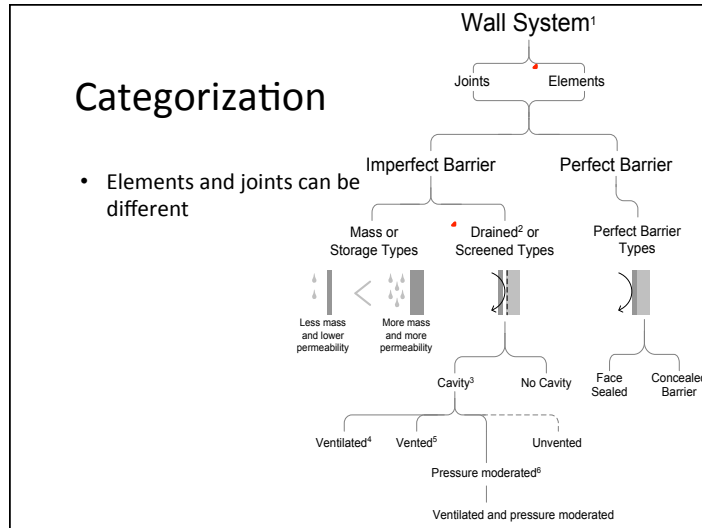 Wall System¹
Categorization
Joints
Elements
Imperfect Barrier
Perfect Barrier
• Elements and joints can be
different
Mass or
Storage Types
Drained² or
Screened Types
Perfect Barrier
Types
Less mass
and lower
permeability
<
More mass
and more
permeability
Cavity³
No Cavity
Face
Sealed
Concealed
Barrier
Ventilated⁴
Vented⁵
Unvented
Pressure moderated⁶
Ventilated and pressure moderated